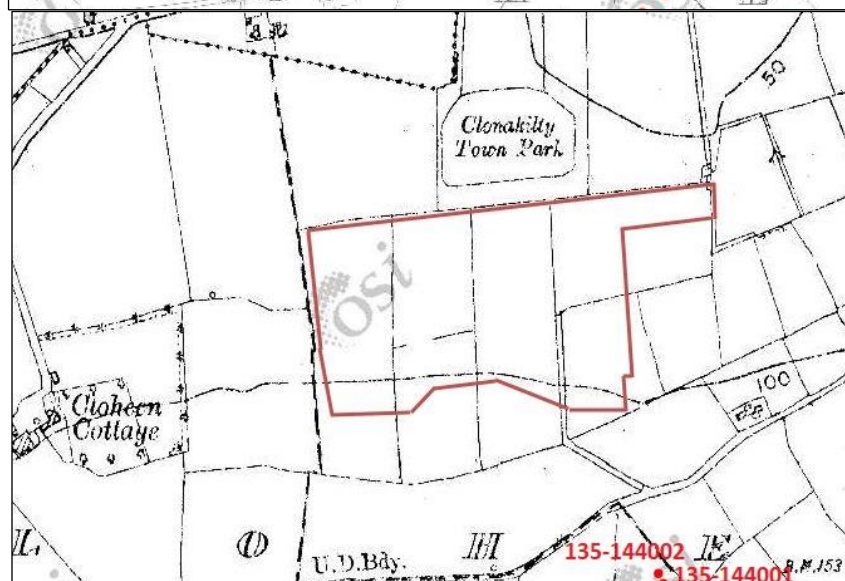 Clonakilty
Town Park
50
osi
Cloheen
Cottage
100
L
O
H
E
U.D.Bdy.
135-144002
135-144001
B.M.153